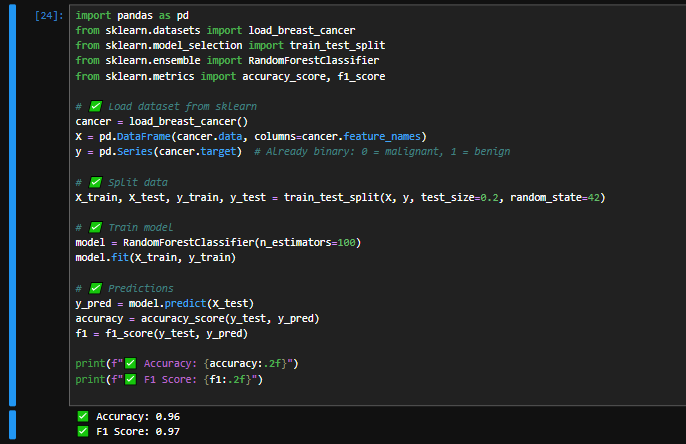 [24]: import pandas as pd
from sklearn.datasets import load_breast_cancer
from sklearn.model_selection import train_test_split
from sklearn.ensemble import RandomForestClassifier
from sklearn.metrics import accuracy_score, f1_score
# ✅ Load dataset from sklearn
cancer = load_breast_cancer()
X = pd.DataFrame(cancer.data, columns=cancer.feature_names)
y = pd.Series(cancer.target)  # Already binary: 0 = malignant, 1 = benign
# ✅ Split data
X_train, X_test, y_train, y_test = train_test_split(X, y, test_size=0.2, random_state=42)
# ✅ Train model
model = RandomForestClassifier(n_estimators=100)
model.fit(X_train, y_train)
# ✅ Predictions
y_pred = model.predict(X_test)
accuracy = accuracy_score(y_test, y_pred)
f1 = f1_score(y_test, y_pred)
print(f"✅ Accuracy: {accuracy:.2f}")
print(f"✅ F1 Score: {f1:.2f}")
✅ Accuracy: 0.96
✅ F1 Score: 0.97